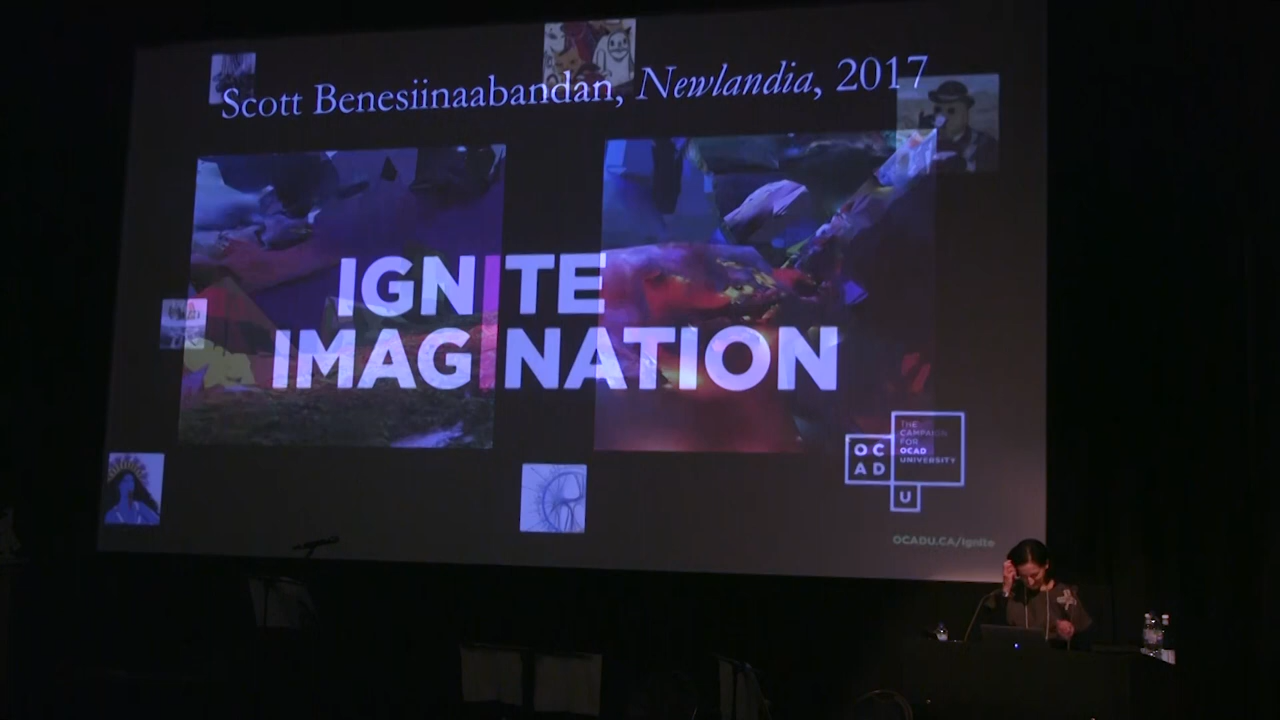 Scott Benesiinaabandan, Newlandia, 2017
IGNITE
IMAGINATION
THE
CAMPAIGN
FOR
OCAD
UNIVERSITY
OC
AD
U
OCADU.CA/ignite